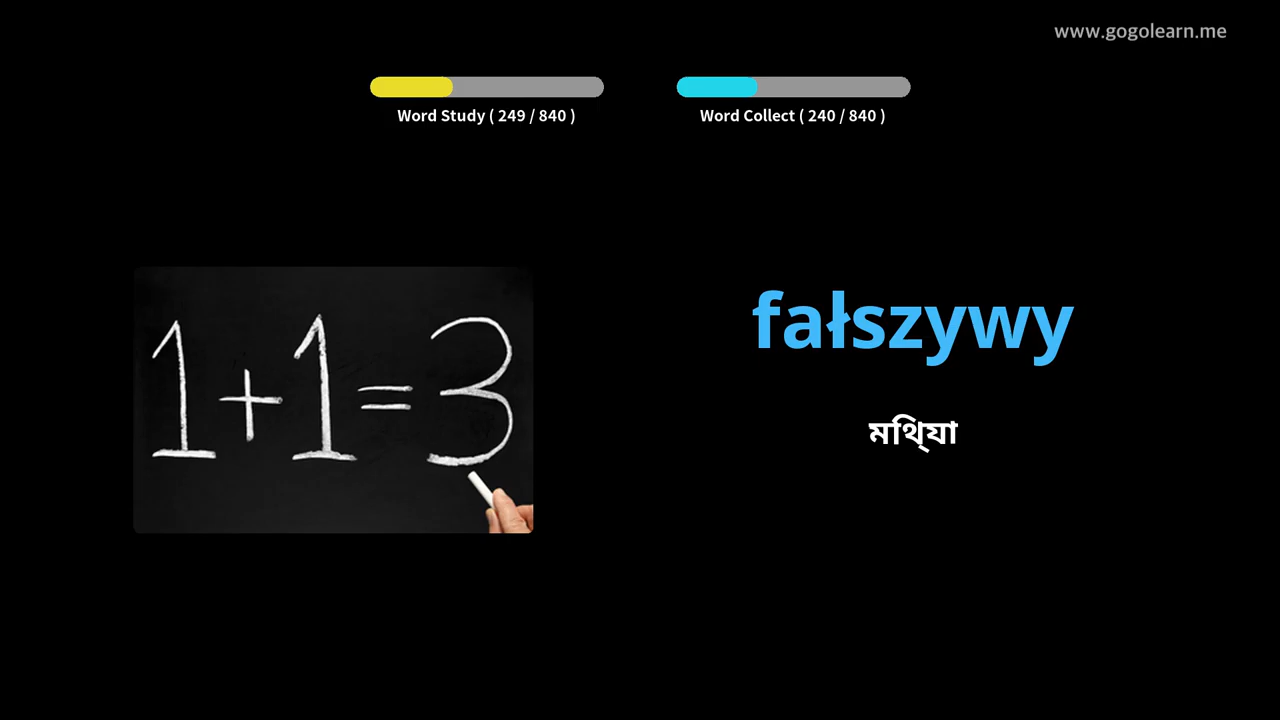 www.gogolearn.me
Word Study ( 249 / 840 )
Word Collect ( 240 / 840 )
1+1=3
fałszywy
মিথ্যা